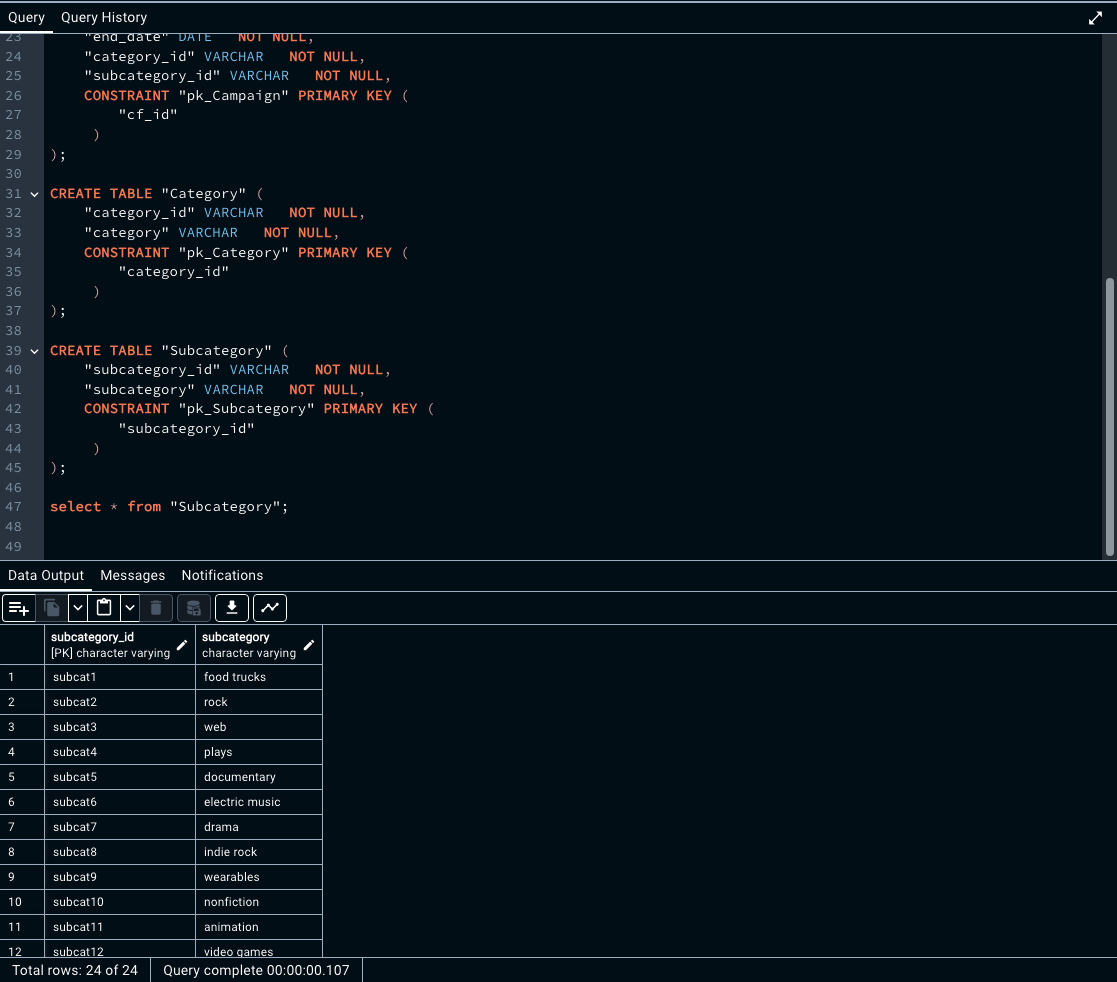 Query Query History
23 "end_date" DATE NOT NULL,
24 "category_id" VARCHAR NOT NULL,
25 "subcategory_id" VARCHAR NOT NULL,
26 CONSTRAINT "pk_Campaign" PRIMARY KEY (
27 "cf_id"
28 )
29 );
30
31 CREATE TABLE "Category" (
32 "category_id" VARCHAR NOT NULL,
33 "category" VARCHAR NOT NULL,
34 CONSTRAINT "pk_Category" PRIMARY KEY (
35 "category_id"
36 )
37 );
38
39 CREATE TABLE "Subcategory" (
40 "subcategory_id" VARCHAR NOT NULL,
41 "subcategory" VARCHAR NOT NULL,
42 CONSTRAINT "pk_Subcategory" PRIMARY KEY (
43 "subcategory_id"
44 )
45 );
46
47 select * from "Subcategory";
48
49
Data Output Messages Notifications
subcategory_id subcategory
[PK] character varying character varying
1 subcat1 food trucks
2 subcat2 rock
3 subcat3 web
4 subcat4 plays
5 subcat5 documentary
6 subcat6 electric music
7 subcat7 drama
8 subcat8 indie rock
9 subcat9 wearables
10 subcat10 nonfiction
11 subcat11 animation
12 subcat12 video games
Total rows: 24 of 24 Query complete 00:00:00.107